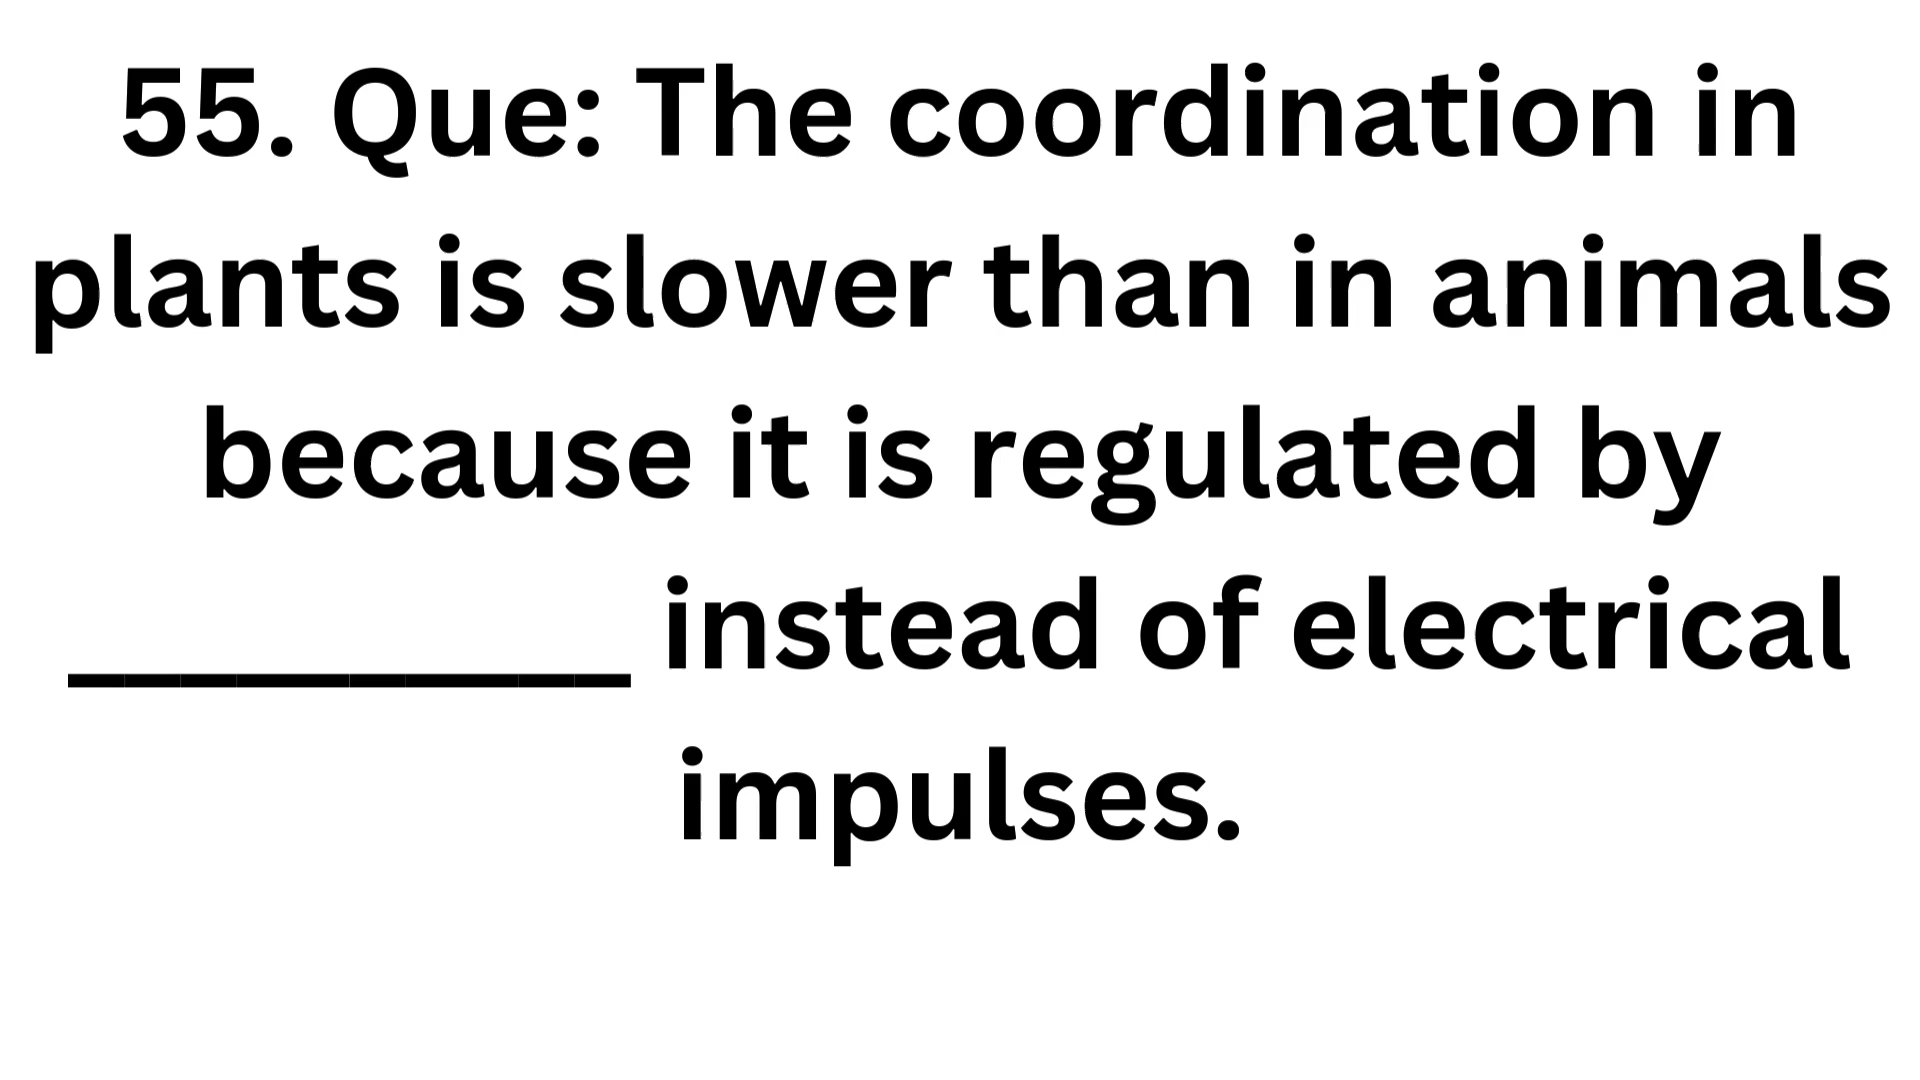 55. Que: The coordination in
plants is slower than in animals
because it is regulated by
__________ instead of electrical
impulses.